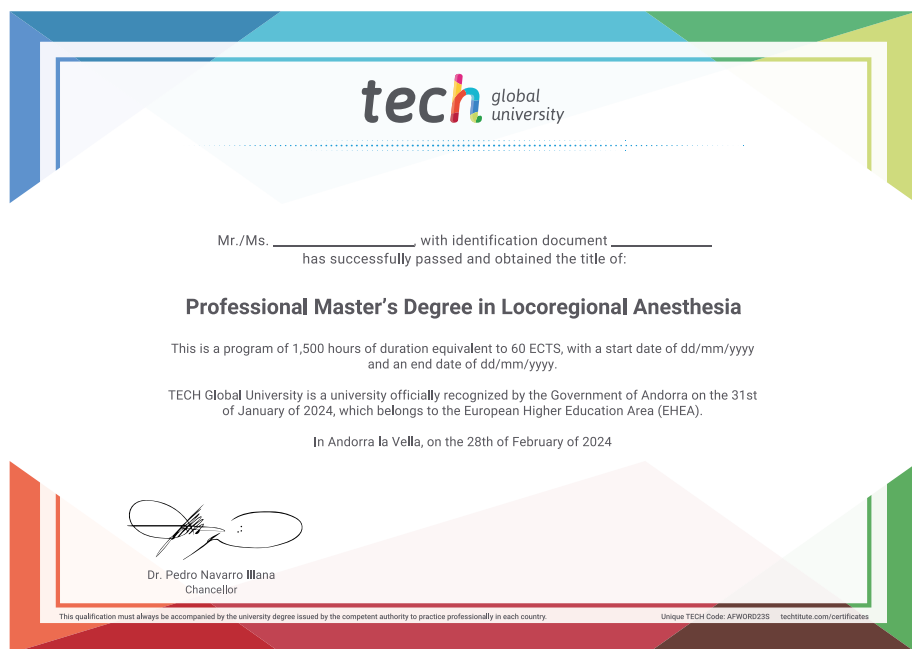 tech global
university
Mr./Ms. _________________, with identification document ____________
has successfully passed and obtained the title of:
Professional Master’s Degree in Locoregional Anesthesia
This is a program of 1,500 hours of duration equivalent to 60 ECTS, with a start date of dd/mm/yyyy
and an end date of dd/mm/yyyy.
TECH Global University is a university officially recognized by the Government of Andorra on the 31st
of January of 2024, which belongs to the European Higher Education Area (EHEA).
In Andorra la Vella, on the 28th of February of 2024
Dr. Pedro Navarro Illana
Chancellor
This qualification must always be accompanied by the university degree issued by the competent authority to practice professionally in each country.
Unique TECH Code: AFWORD23S techtitute.com/certificates